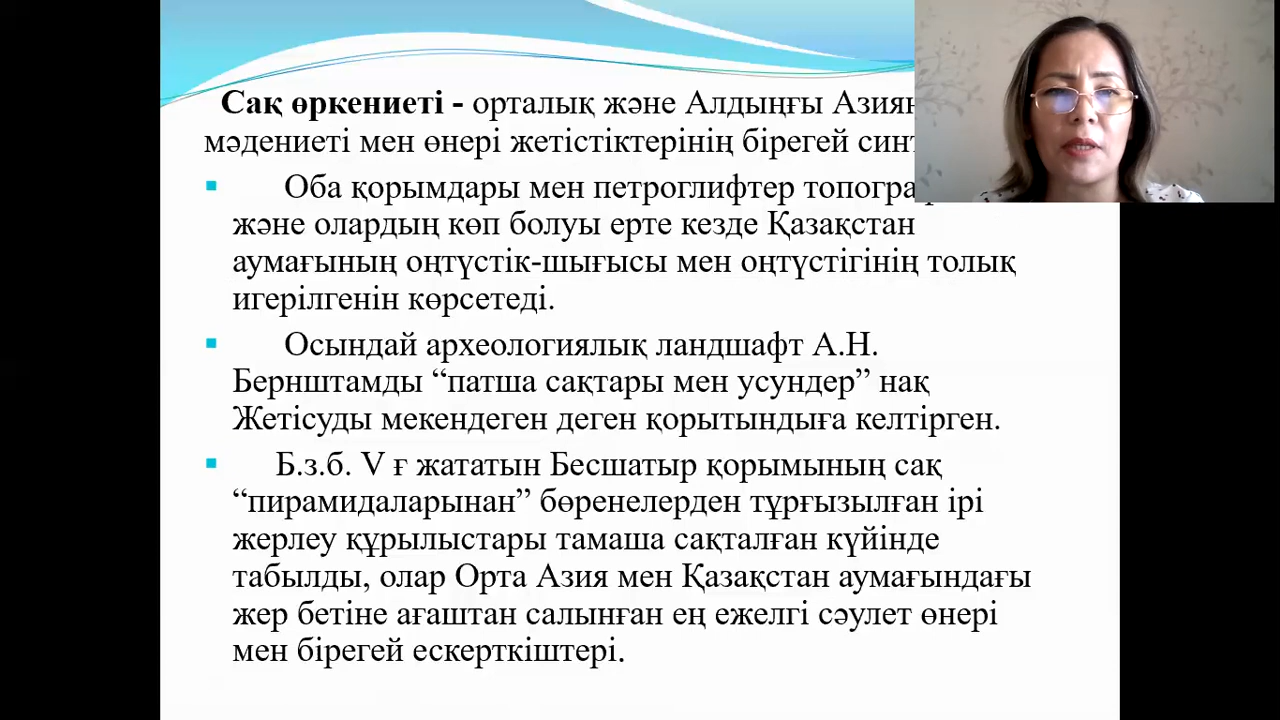 Сақ өркениеті - орталық және Алдыңғы
мәдениеті мен өнері жетістіктерінің бірегей
Оба қорымдары мен петроглифтер
және олардың көп болуы ерте кезде Қазақстан
аумағының оңтүстік-шығысы мен оңтүстігінің толық
игерілгенін көрсетеді.
Осындай археологиялық ландшафт А.Н.
Бернштамды “патша сақтары мен усундер” нақ
Жетісуды мекендеген деген қорытындыға келтірген.
Б.з.б. V ғ жататын Бесшатыр қорымының сақ
“пирамидаларынан” бөренелерден тұрғызылған ірі
жерлеу құрылыстары тамаша сақталған күйінде
табылды, олар Орта Азия мен Қазақстан аумағындағы
жер бетіне ағаштан салынған ең ежелгі сәулет өнері
мен бірегей ескерткіштері.